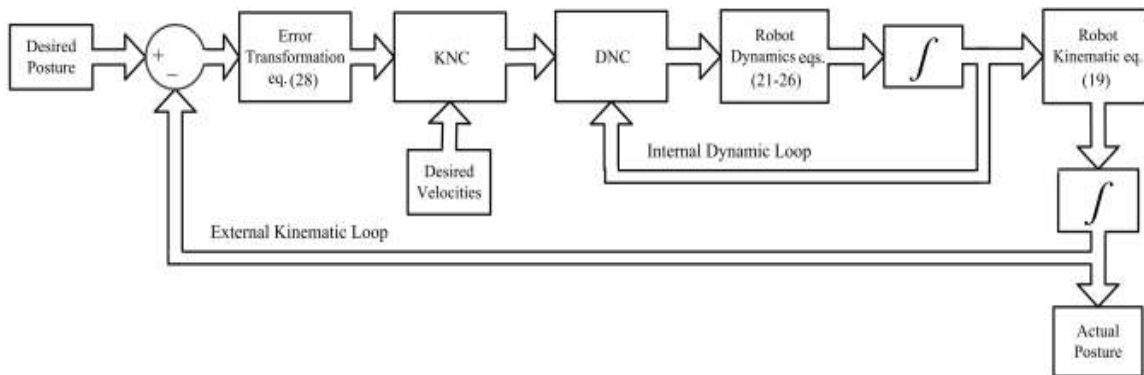 Desired
Posture
+
−
Error
Transformation
eq. (28)
KNC
DNC
Robot
Dynamics eqs.
(21-26)
∫
Robot
Kinematic eq.
(19)
Desired
Velocities
Internal Dynamic Loop
∫
External Kinematic Loop
Actual
Posture